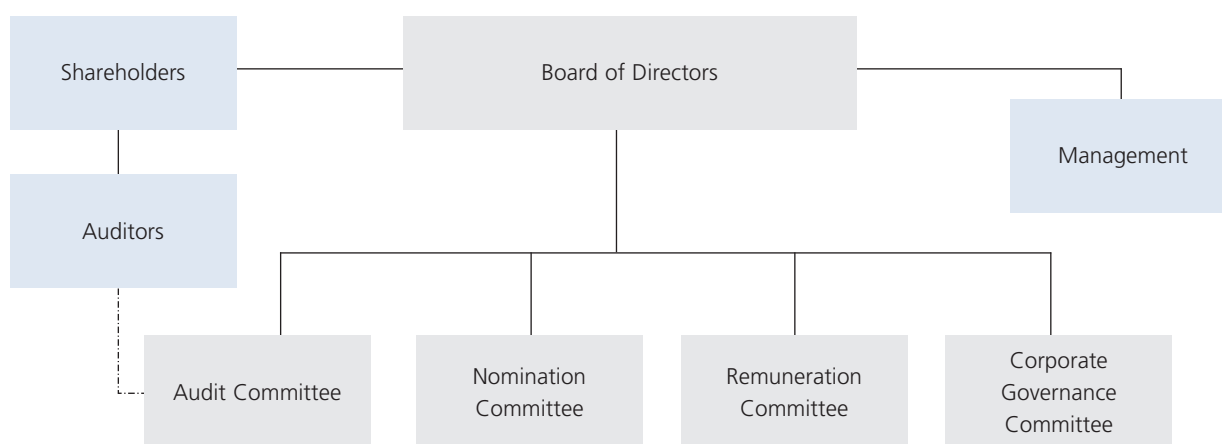 Shareholders
Board of Directors
Management
Auditors
Audit Committee
Nomination
Committee
Remuneration
Committee
Corporate
Governance
Committee